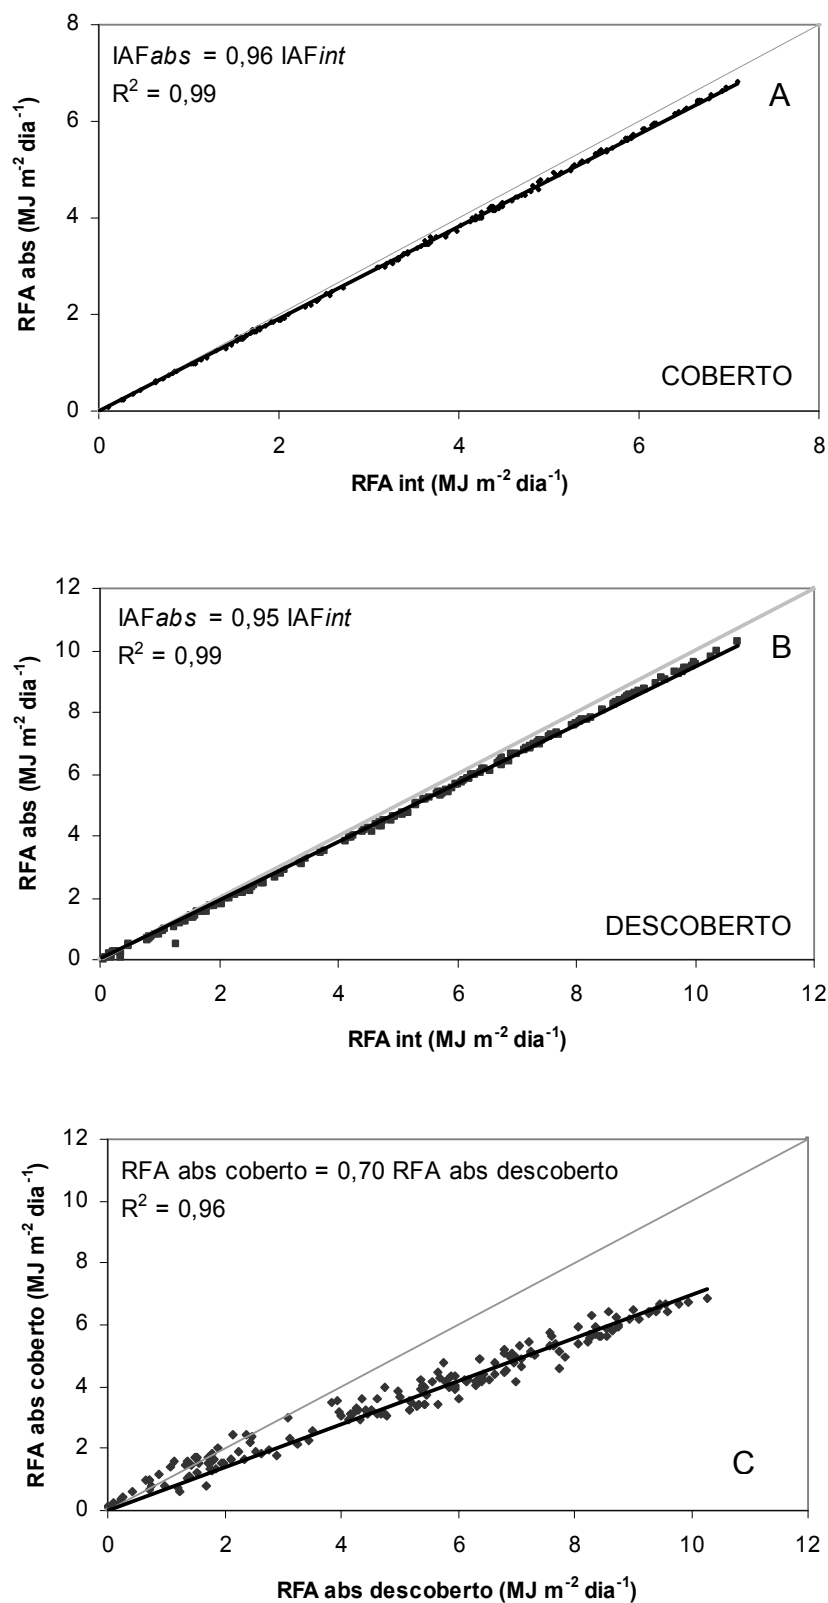 8
IAFabs = 0,96 IAFint
R² = 0,99
A
6
RFA abs (MJ m⁻² dia⁻¹)
4
2
COBERTO
0
0 2 4 6 8
RFA int (MJ m⁻² dia⁻¹)
12
IAFabs = 0,95 IAFint
R² = 0,99
B
10
8
RFA abs (MJ m⁻² dia⁻¹)
6
4
2
DESCOBERTO
0
0 2 4 6 8 10 12
RFA int (MJ m⁻² dia⁻¹)
12
RFA abs coberto = 0,70 RFA abs descoberto
R² = 0,96
10
8
RFA abs coberto (MJ m⁻² dia⁻¹)
6
4
2
C
0
0 2 4 6 8 10 12
RFA abs descoberto (MJ m⁻² dia⁻¹)